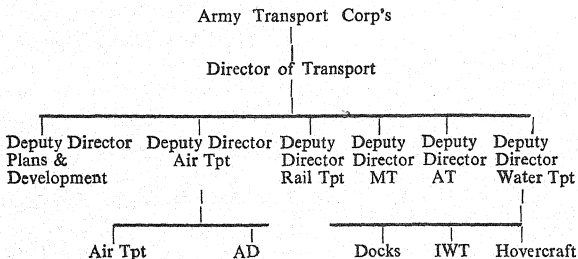 Army Transport Corp's
Director of Transport
Deputy Director
Plans &
Development
Deputy Director
Air Tpt
Deputy
Director
Rail Tpt
Deputy
Director
MT
Deputy
Director
AT
Deputy
Director
Water Tpt
Air Tpt
AD
Docks
IWT
Hovercraft